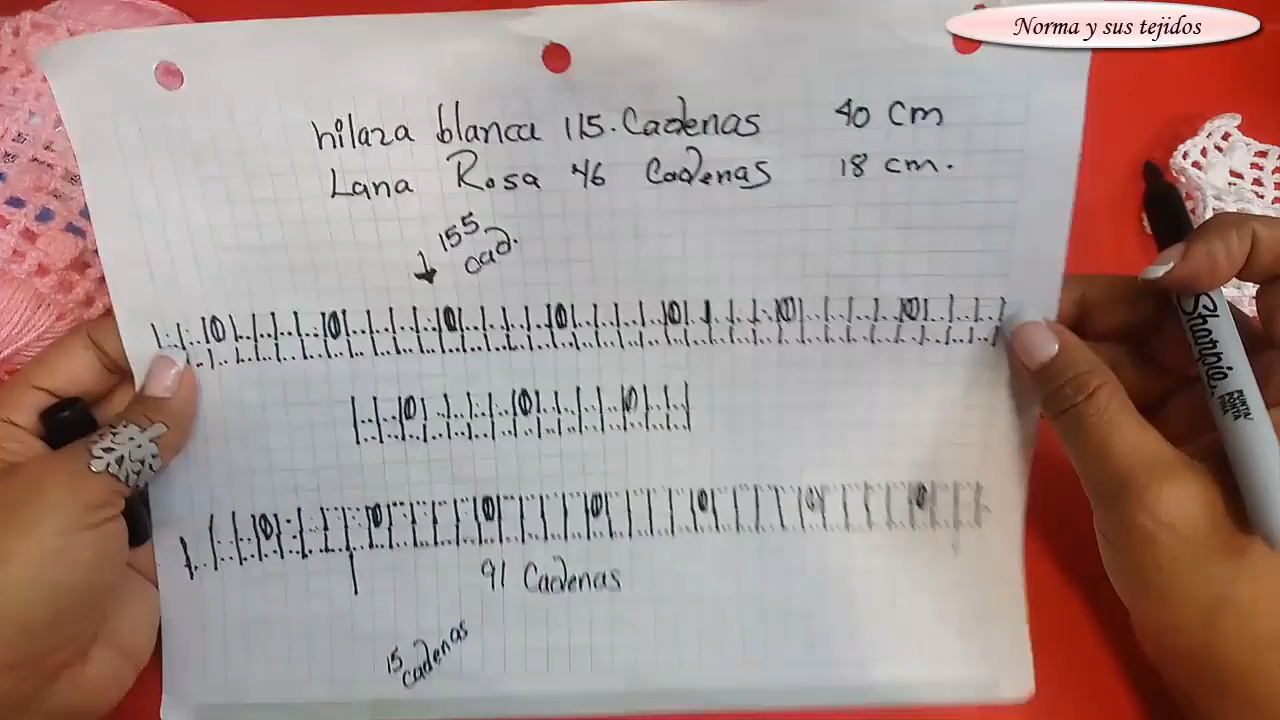 Norma y sus tejidos
hilaza blanca 115. Cadenas 40 cm
Lana Rosa 46 Cadenas 18 cm.
155
cad.
91 Cadenas
15
cadenas
Sharpie
PUNTA